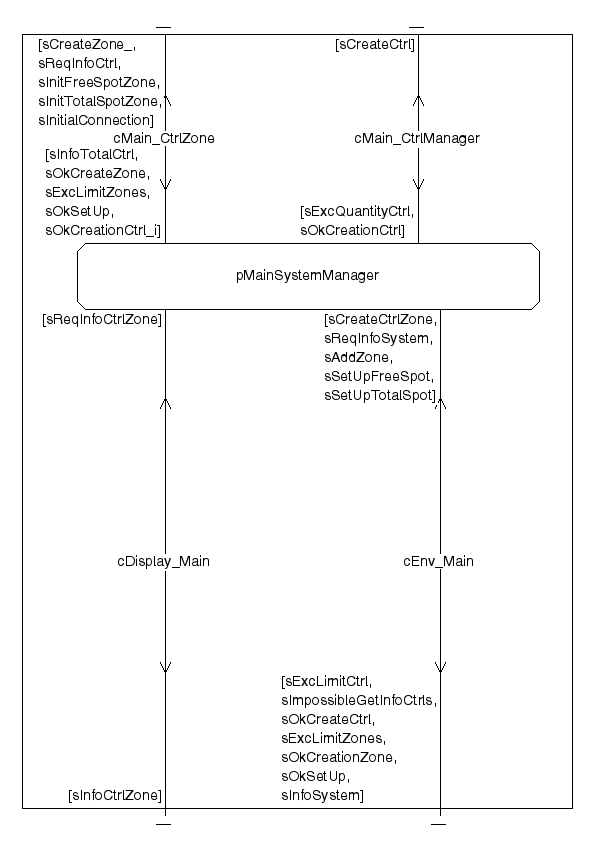 [sCreateZone_,
sReqInfoCtrl,
sInitFreeSpotZone,
sInitTotalSpotZone,
sInitialConnection]
cMain_CtrlZone
[sInfoTotalCtrl,
sOkCreateZone,
sExcLimitZones,
sOkSetUp,
sOkCreationCtrl_i]
[sCreateCtrl]
cMain_CtrlManager
[sExcQuantityCtrl,
sOkCreationCtrl]
pMainSystemManager
[sReqInfoCtrlZone]
cDisplay_Main
[sInfoCtrlZone]
[sCreateCtrlZone,
sReqInfoSystem,
sAddZone,
sSetUpFreeSpot,
sSetUpTotalSpot]
cEnv_Main
[sExcLimitCtrl,
sImpossibleGetInfoCtrls,
sOkCreateCtrl,
sExcLimitZones,
sOkCreationZone,
sOkSetUp,
sInfoSystem]